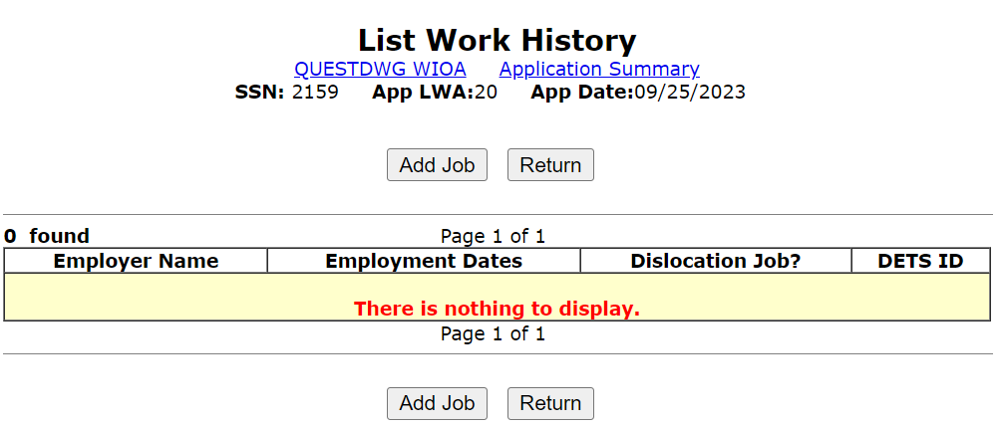 List Work History
QUESTDWG WIOA Application Summary
SSN: 2159 App LWA:20 App Date:09/25/2023
Add Job Return
0 found Page 1 of 1
Employer Name Employment Dates Dislocation Job? DETS ID
There is nothing to display.
Page 1 of 1
Add Job Return